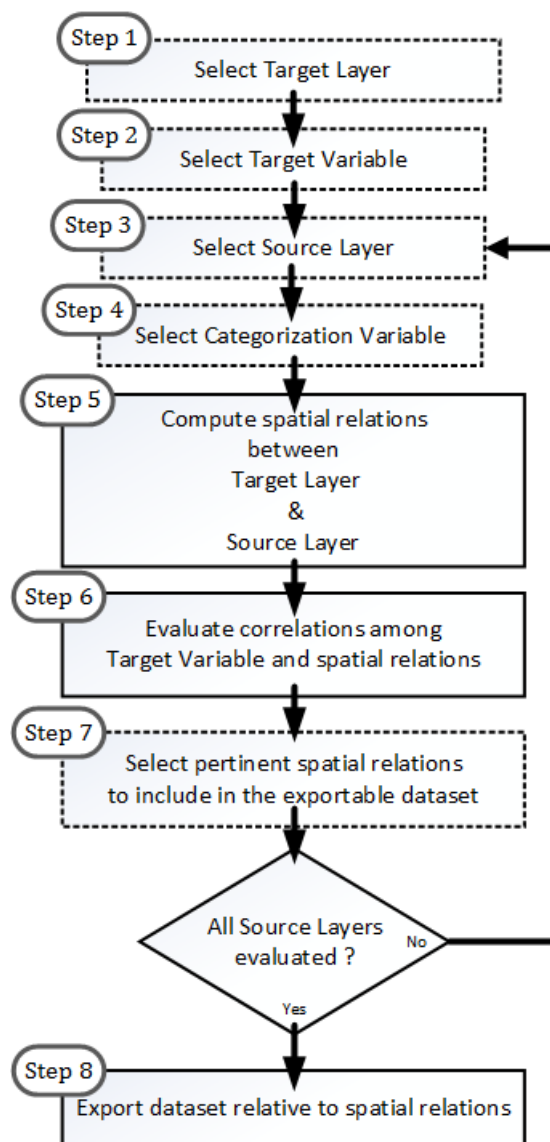 Step 1
Select Target Layer
Step 2
Select Target Variable
Step 3
Select Source Layer
Step 4
Select Categorization Variable
Step 5
Compute spatial relations
between
Target Layer
&
Source Layer
Step 6
Evaluate correlations among
Target Variable and spatial relations
Step 7
Select pertinent spatial relations
to include in the exportable dataset
All Source Layers
evaluated ?
No
Yes
Step 8
Export dataset relative to spatial relations